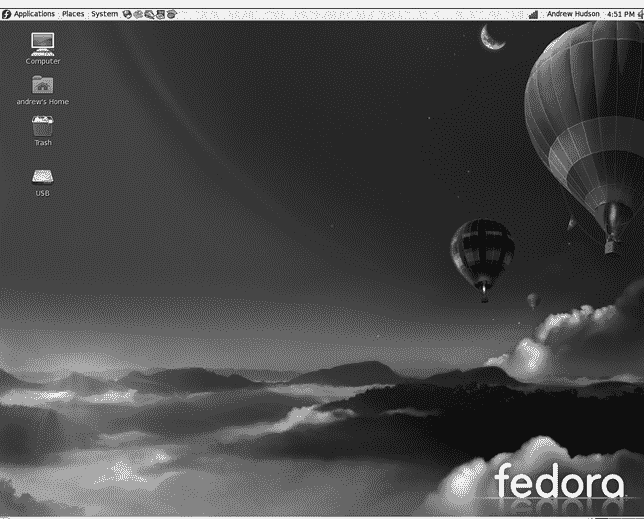 Applications Places System Andrew Hudson 4:51 PM
Computer
andrew's Home
Trash
USB
fedora